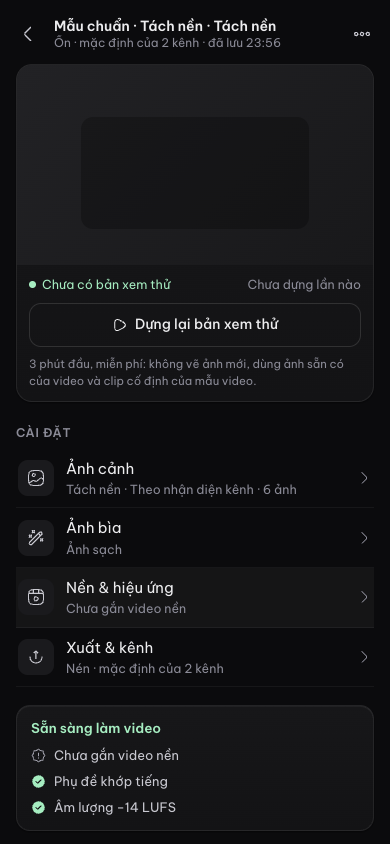 Mẫu chuẩn · Tách nền · Tách nền
Ổn · mặc định của 2 kênh · đã lưu 23:56
Chưa có bản xem thử
Chưa dựng lần nào
Dựng lại bản xem thử
3 phút đầu, miễn phí: không vẽ ảnh mới, dùng ảnh sẵn có
của video và clip cố định của mẫu video.
CÀI ĐẶT
Ảnh cảnh
Tách nền · Theo nhận diện kênh · 6 ảnh
Ảnh bìa
Ảnh sạch
Nền & hiệu ứng
Chưa gắn video nền
Xuất & kênh
Nén · mặc định của 2 kênh
Sẵn sàng làm video
Chưa gắn video nền
Phụ đề khớp tiếng
Âm lượng -14 LUFS